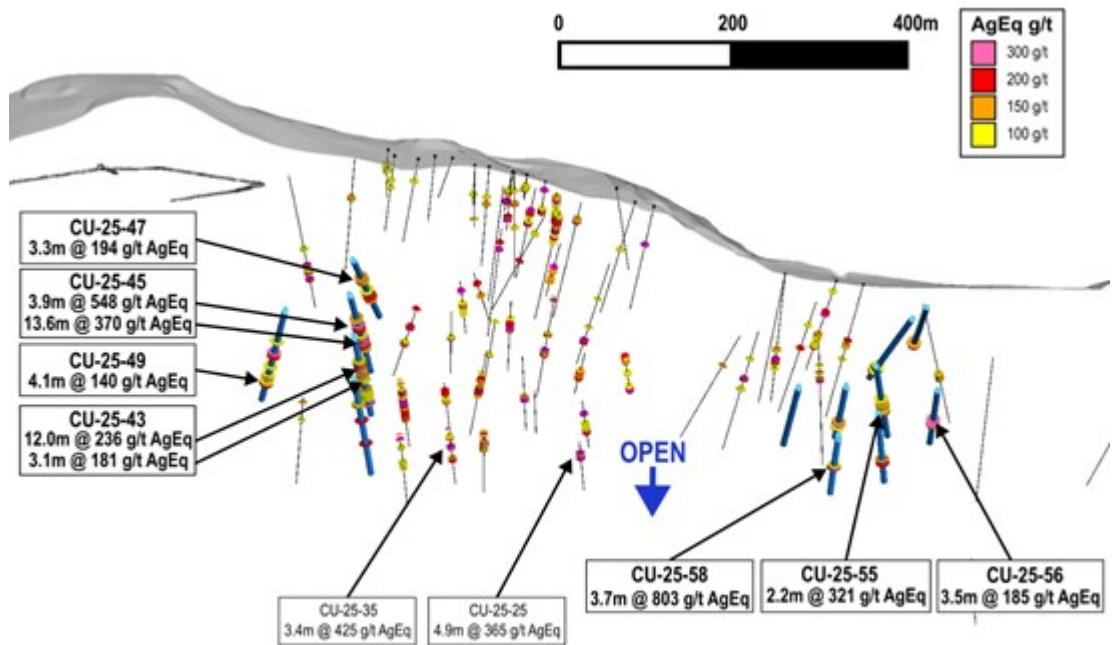 0 200 400m
AgEq g/t
300 g/t
200 g/t
150 g/t
100 g/t
CU-25-47
3.3m @ 194 g/t AgEq
CU-25-45
3.9m @ 548 g/t AgEq
13.6m @ 370 g/t AgEq
CU-25-49
4.1m @ 140 g/t AgEq
CU-25-43
12.0m @ 236 g/t AgEq
3.1m @ 181 g/t AgEq
OPEN
CU-25-35
3.4m @ 425 g/t AgEq
CU-25-25
4.9m @ 365 g/t AgEq
CU-25-58
3.7m @ 803 g/t AgEq
CU-25-55
2.2m @ 321 g/t AgEq
CU-25-56
3.5m @ 185 g/t AgEq